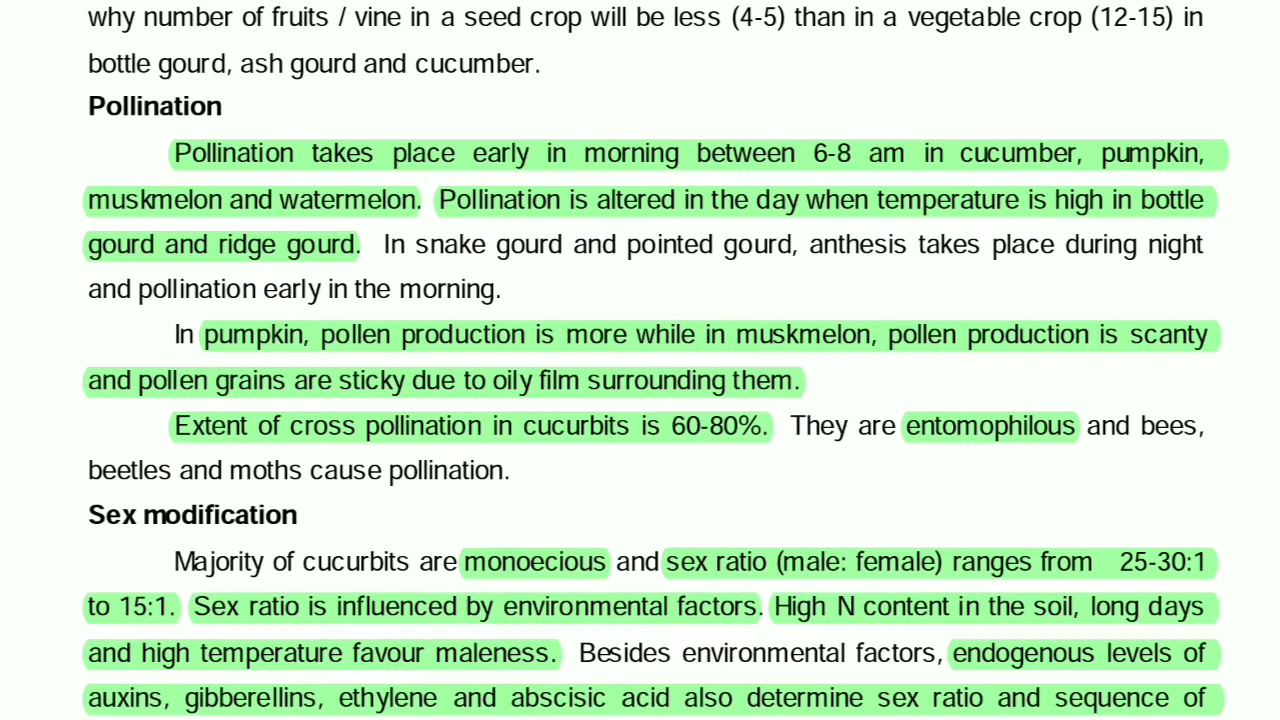 why number of fruits / vine in a seed crop will be less (4-5) than in a vegetable crop (12-15) in
bottle gourd, ash gourd and cucumber.
Pollination
Pollination takes place early in morning between 6-8 am in cucumber, pumpkin,
muskmelon and watermelon. Pollination is altered in the day when temperature is high in bottle
gourd and ridge gourd. In snake gourd and pointed gourd, anthesis takes place during night
and pollination early in the morning.
In pumpkin, pollen production is more while in muskmelon, pollen production is scanty
and pollen grains are sticky due to oily film surrounding them.
Extent of cross pollination in cucurbits is 60-80%. They are entomophilous and bees,
beetles and moths cause pollination.
Sex modification
Majority of cucurbits are monoecious and sex ratio (male: female) ranges from 25-30:1
to 15:1. Sex ratio is influenced by environmental factors. High N content in the soil, long days
and high temperature favour maleness. Besides environmental factors, endogenous levels of
auxins, gibberellins, ethylene and abscisic acid also determine sex ratio and sequence of